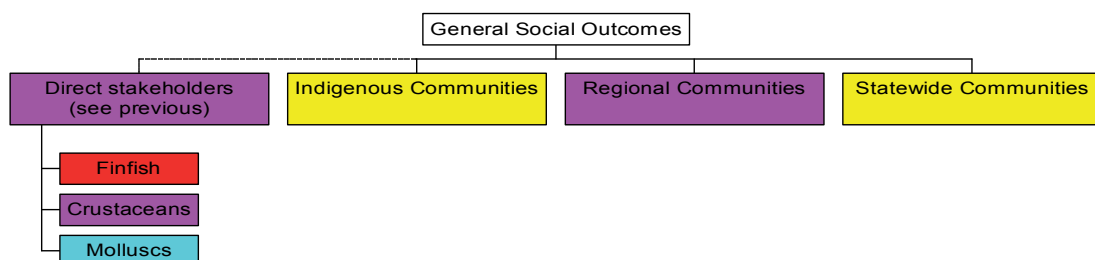 General Social Outcomes
Direct stakeholders
(see previous)
Indigenous Communities
Regional Communities
Statewide Communities
Finfish
Crustaceans
Molluscs